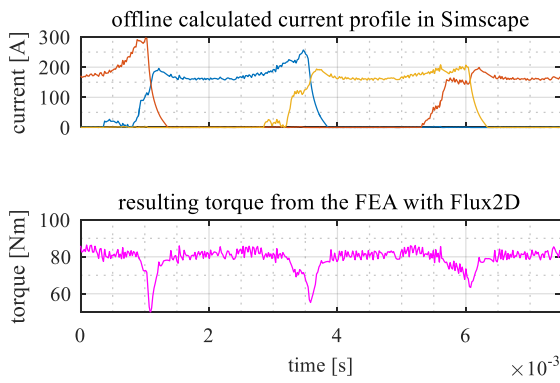 offline calculated current profile in Simscape
300
200
100
0
current [A]
resulting torque from the FEA with Flux2D
100
80
60
torque [Nm]
0 2 4 6
time [s]
×10⁻³